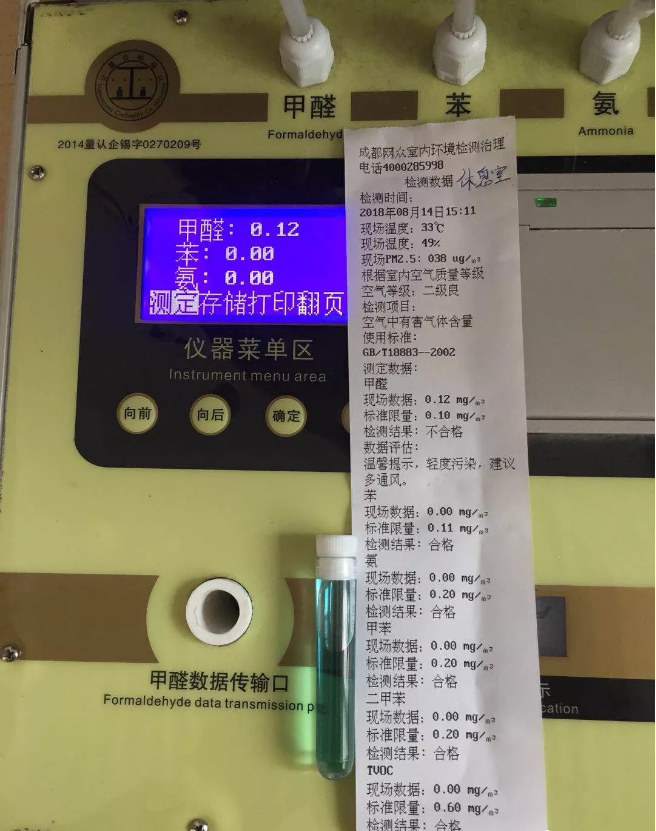 甲醛
Formaldehyd
苯
氨
Ammonia
2014量认企锡字0270209号
甲醛：0.12
苯：0.00
氨：0.00
测定存储打印翻页
仪器菜单区
Instrument menu area
向前
向后
确定
甲醛数据传输口
Formaldehyde data transmission p
示
cation
成都网众室内环境检测治理
电话4000285998
检测数据 休息室
检测时间：
2018年08月14日15:11
现场温度：33℃
现场湿度：49%
现场PM2.5：038 ug/m3
根据室内空气质量等级
空气等级：二级良
检测项目：
空气中有害气体含量
使用标准：
GB/T18883--2002
测定数据：
甲醛
现场数据：0.12 mg/m3
标准限量：0.10 mg/m3
检测结果：不合格
数据评估：
温馨提示，轻度污染，建议
多通风。
苯
现场数据：0.00 mg/m3
标准限量：0.11 mg/m3
检测结果：合格
氨
现场数据：0.00 mg/m3
标准限量：0.20 mg/m3
检测结果：合格
甲苯
现场数据：0.00 mg/m3
标准限量：0.20 mg/m3
检测结果：合格
二甲苯
现场数据：0.00 mg/m3
标准限量：0.20 mg/m3
检测结果：合格
TVOC
现场数据：0.00 mg/m3
标准限量：0.60 mg/m3
检测结果：合格